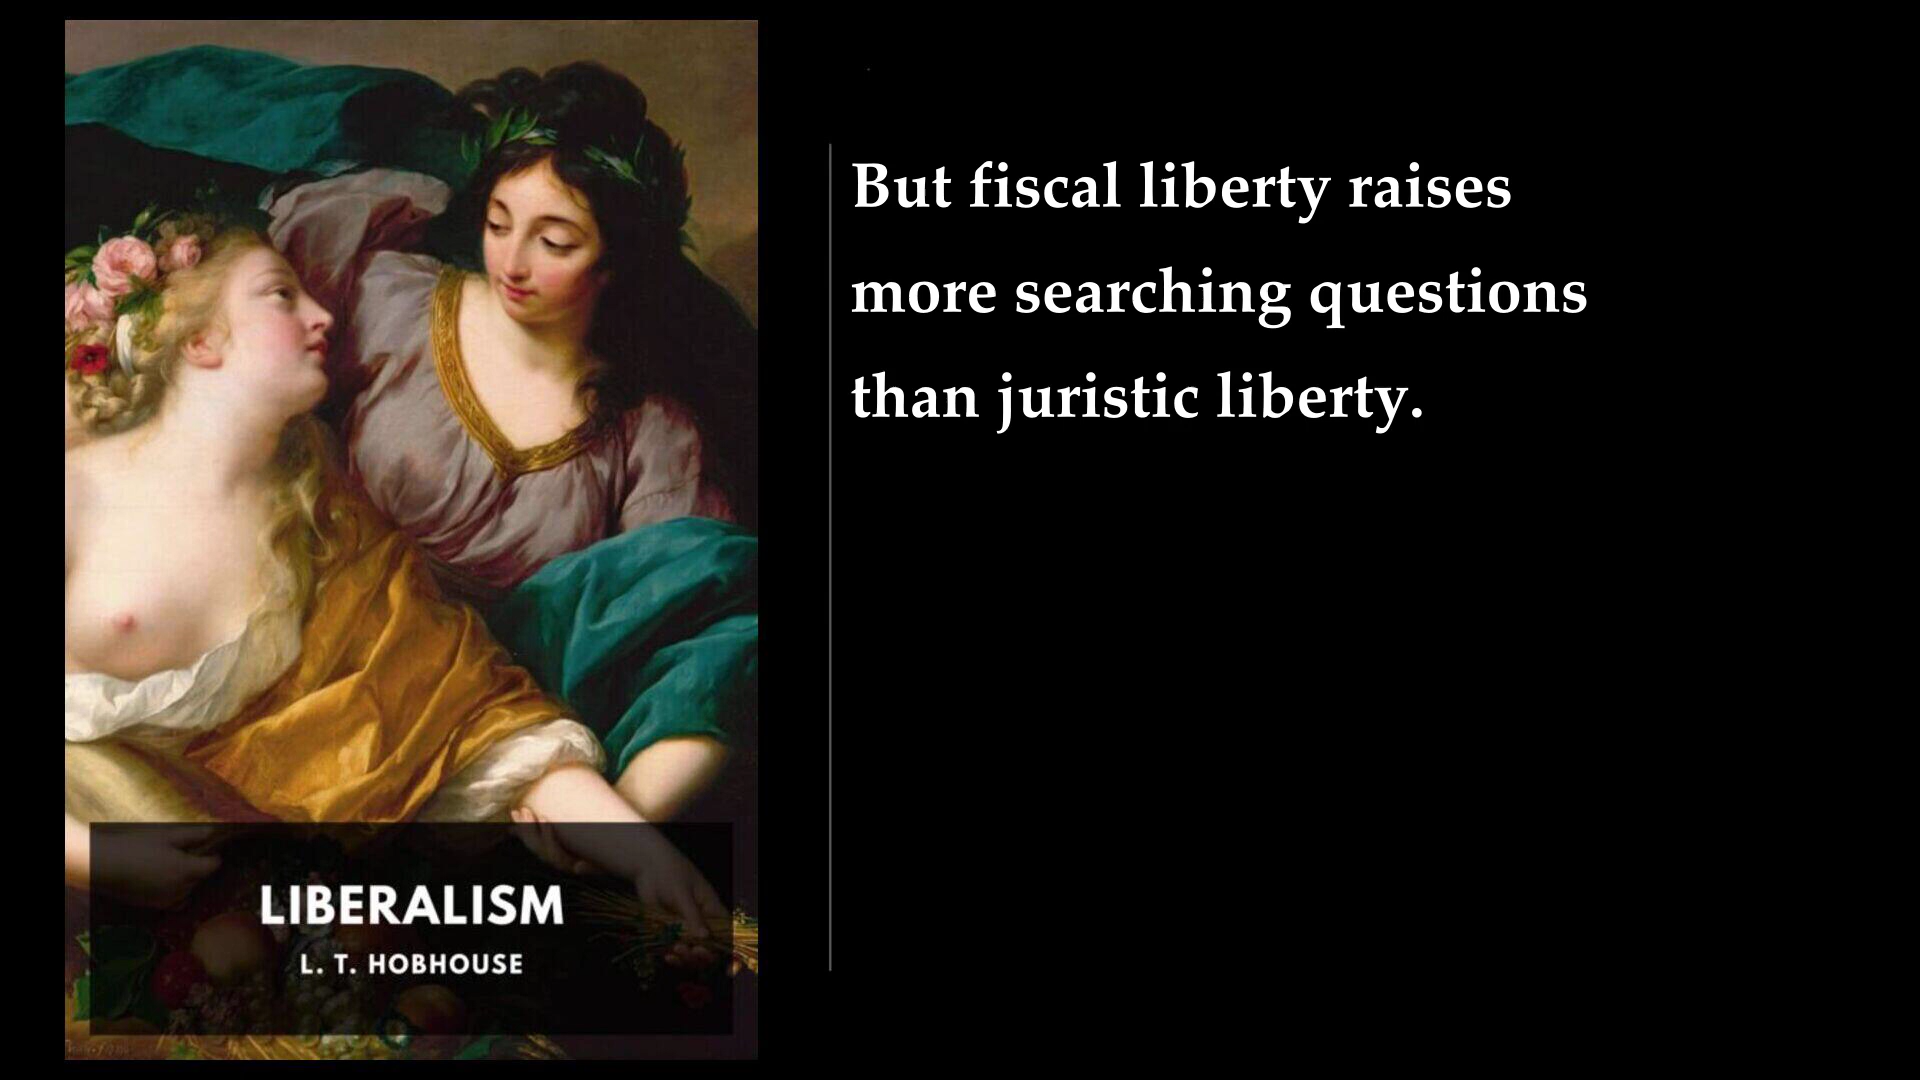 But fiscal liberty raises
more searching questions
than juristic liberty.
LIBERALISM
L. T. HOBHOUSE